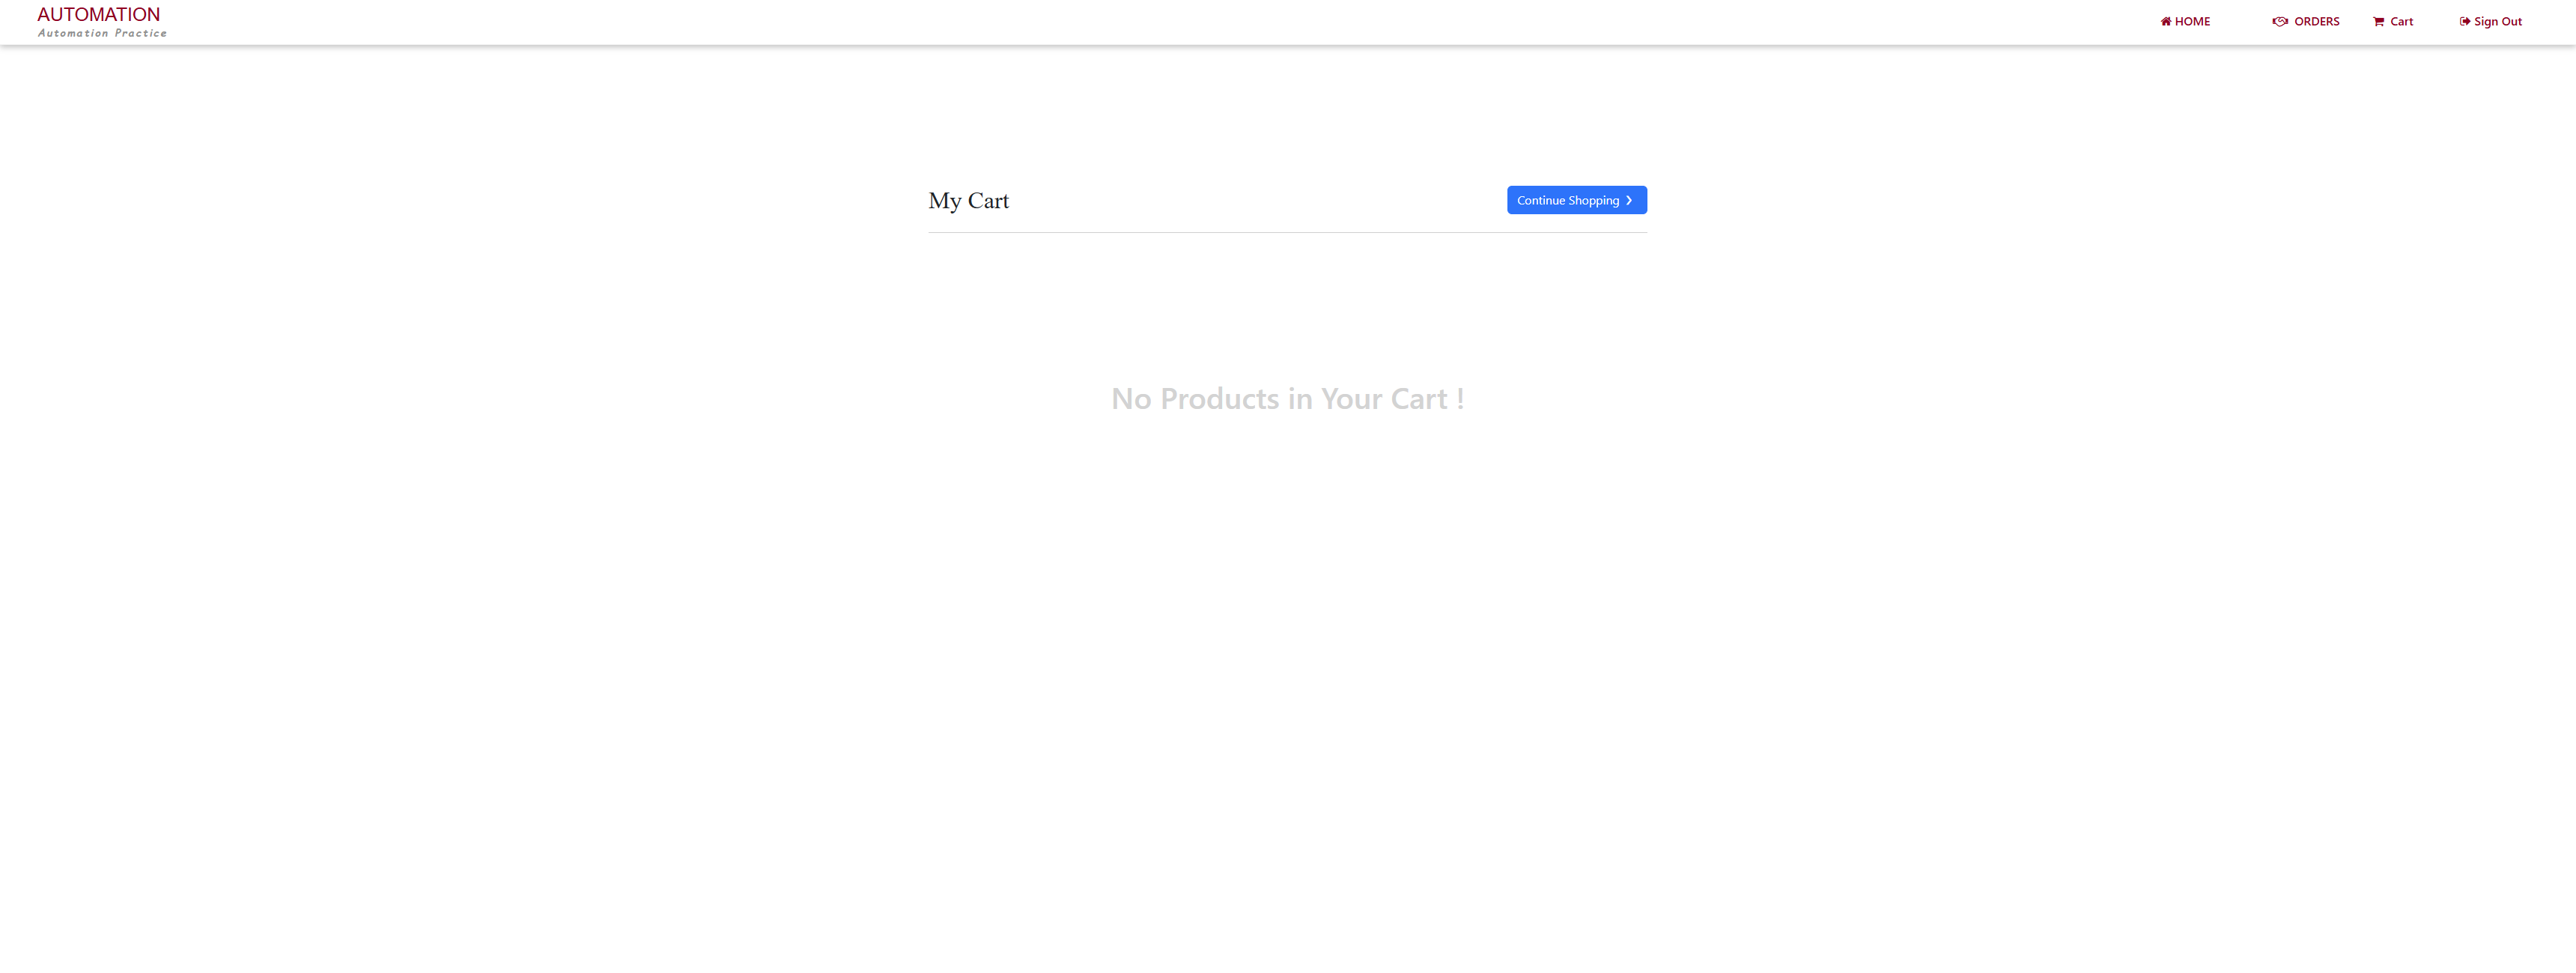 AUTOMATION
Automation Practice
HOME
ORDERS
Cart
Sign Out
My Cart
Continue Shopping
No Products in Your Cart !